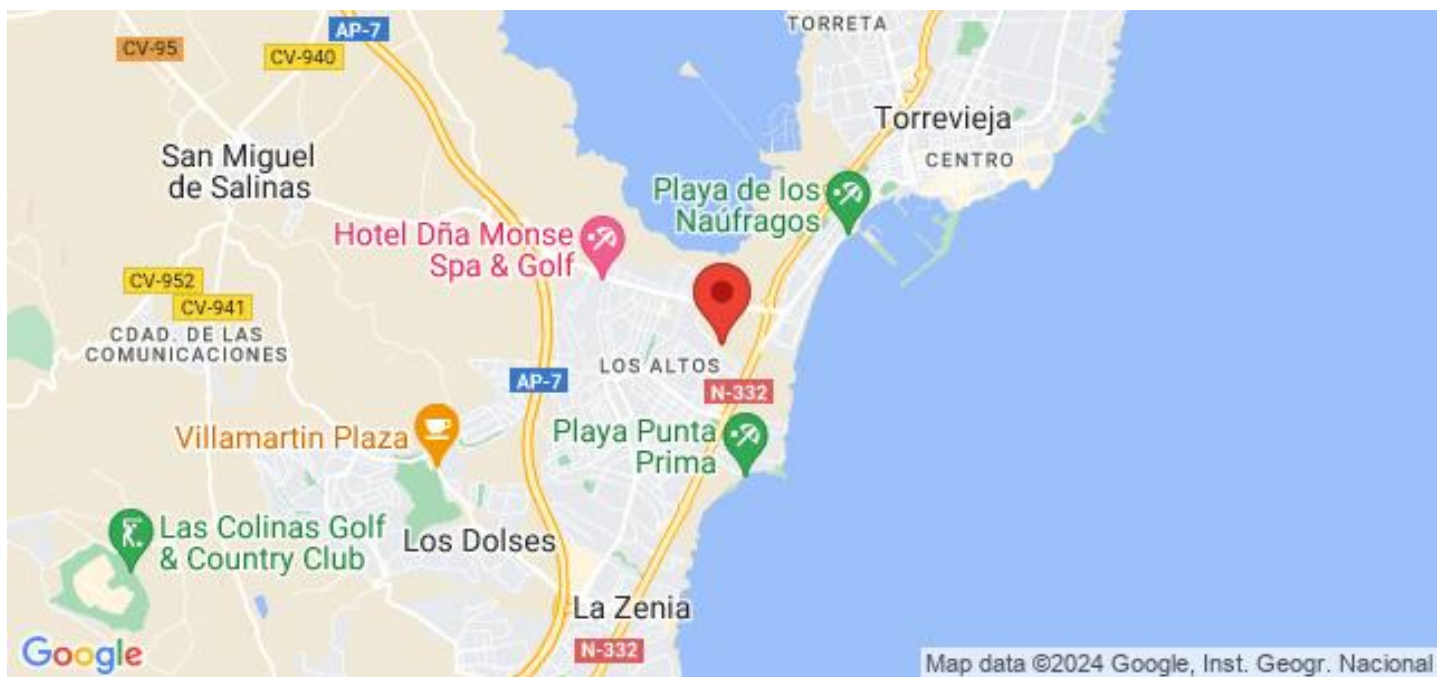 TORRETA
AP-7
CV-95
CV-940
Torrevieja
CENTRO
San Miguel
de Salinas
Playa de los
Naúfragos
Hotel Dña Monse
Spa & Golf
CV-952
CV-941
CDAD. DE LAS
COMUNICACIONES
LOS ALTOS
AP-7
N-332
Villamartin Plaza
Playa Punta
Prima
Las Colinas Golf
& Country Club
Los Dolses
La Zenia
N-332
Google
Map data ©2024 Google, Inst. Geogr. Nacional